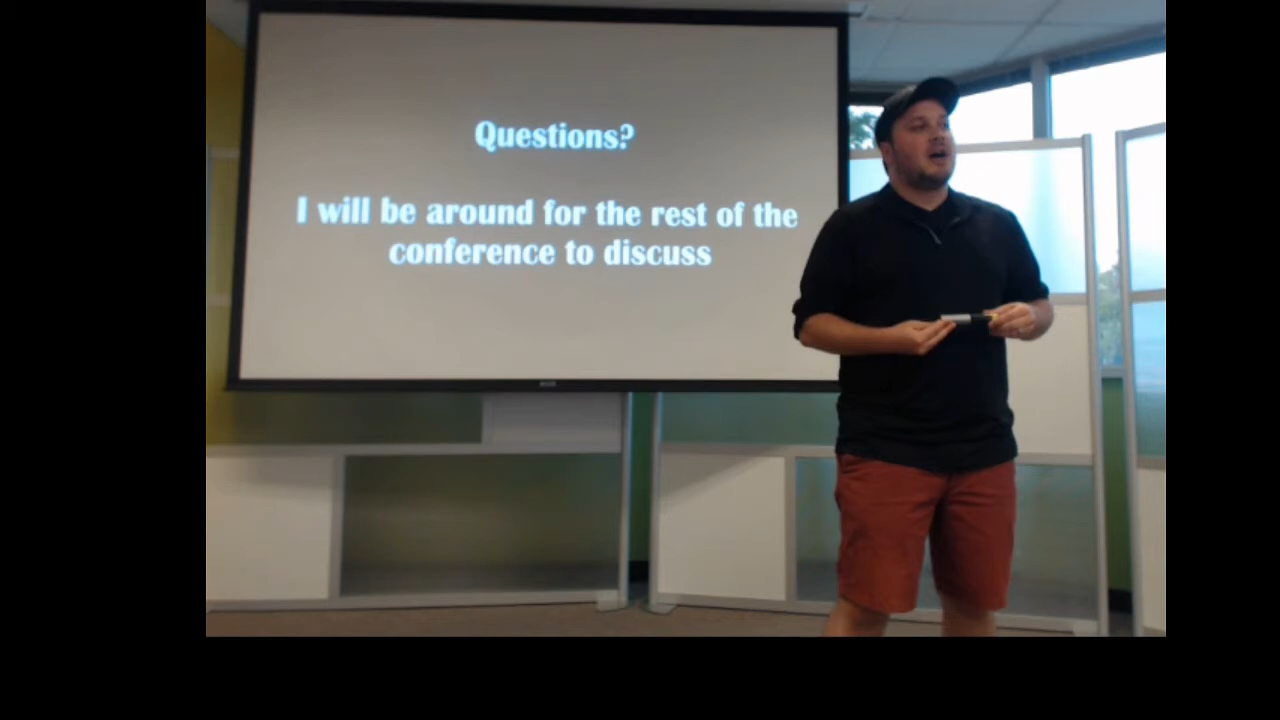 Questions?
I will be around for the rest of the
conference to discuss